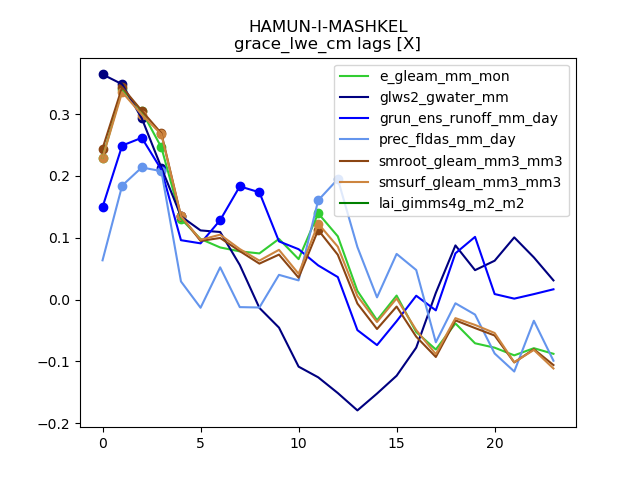 HAMUN-I-MASHKEL
grace_lwe_cm lags [X]
e_gleam_mm_mon
glws2_gwater_mm
grun_ens_runoff_mm_day
prec_fldas_mm_day
smroot_gleam_mm3_mm3
smsurf_gleam_mm3_mm3
lai_gimms4g_m2_m2
0.3
0.2
0.1
0.0
−0.1
−0.2
0 5 10 15 20